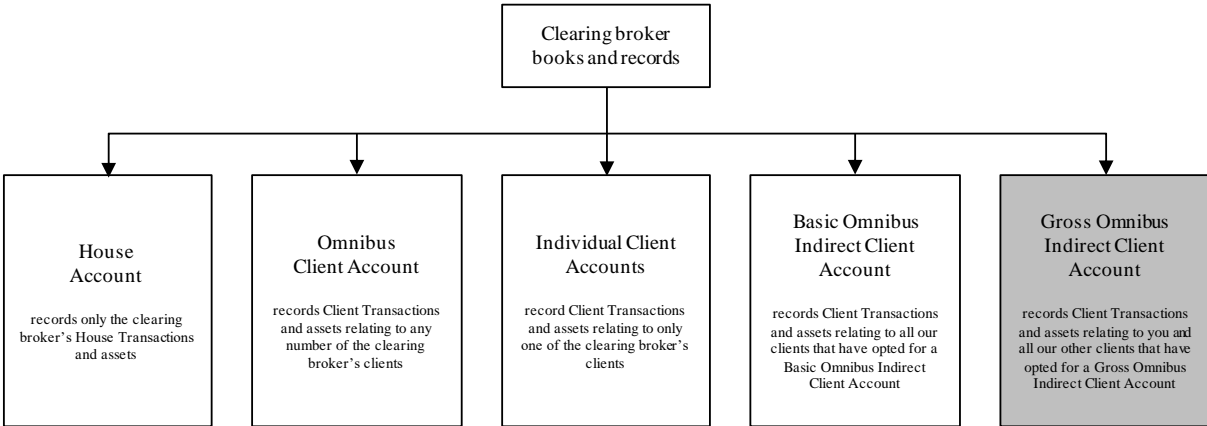 Clearing broker
books and records
House
Account
records only the clearing
broker's House Transactions
and assets
Omnibus
Client Account
records Client Transactions
and assets relating to any
number of the clearing
broker's clients
Individual Client
Accounts
record Client Transactions
and assets relating to only
one of the clearing broker's
clients
Basic Omnibus
Indirect Client
Account
records Client Transactions
and assets relating to all our
clients that have opted for a
Basic Omnibus Indirect
Client Account
Gross Omnibus
Indirect Client
Account
records Client Transactions
and assets relating to you and
all our other clients that have
opted for a Gross Omnibus
Indirect Client Account